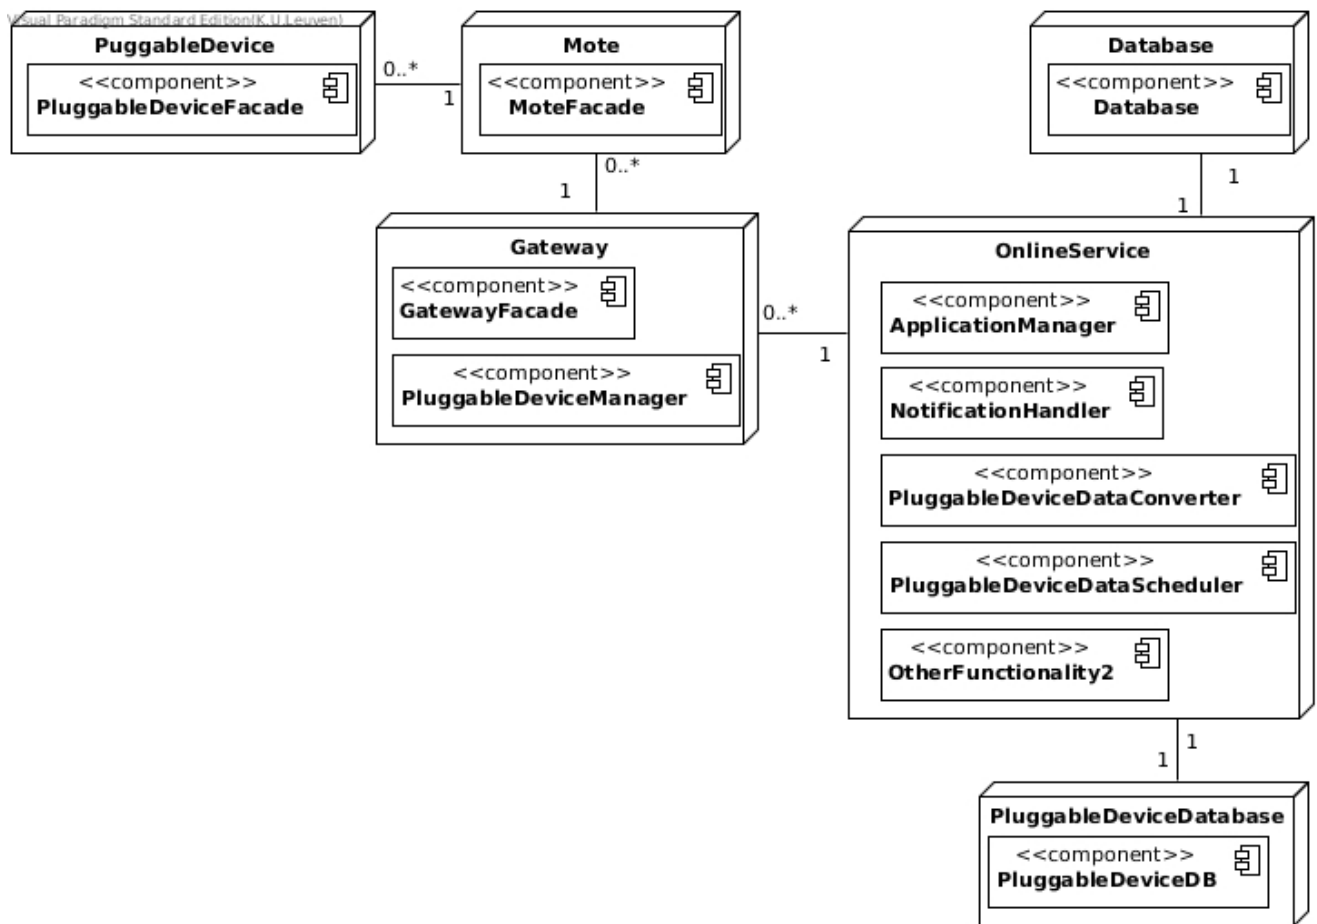 Visual Paradigm Standard Edition(K.U.Leuven)
PuggableDevice
<<component>>
PluggableDeviceFacade
0..*
1
Mote
<<component>>
MoteFacade
0..*
1
Database
<<component>>
Database
1
1
Gateway
<<component>>
GatewayFacade
<<component>>
PluggableDeviceManager
0..*
1
OnlineService
<<component>>
ApplicationManager
<<component>>
NotificationHandler
<<component>>
PluggableDeviceDataConverter
<<component>>
PluggableDeviceDataScheduler
<<component>>
OtherFunctionality2
1
1
PluggableDeviceDatabase
<<component>>
PluggableDeviceDB